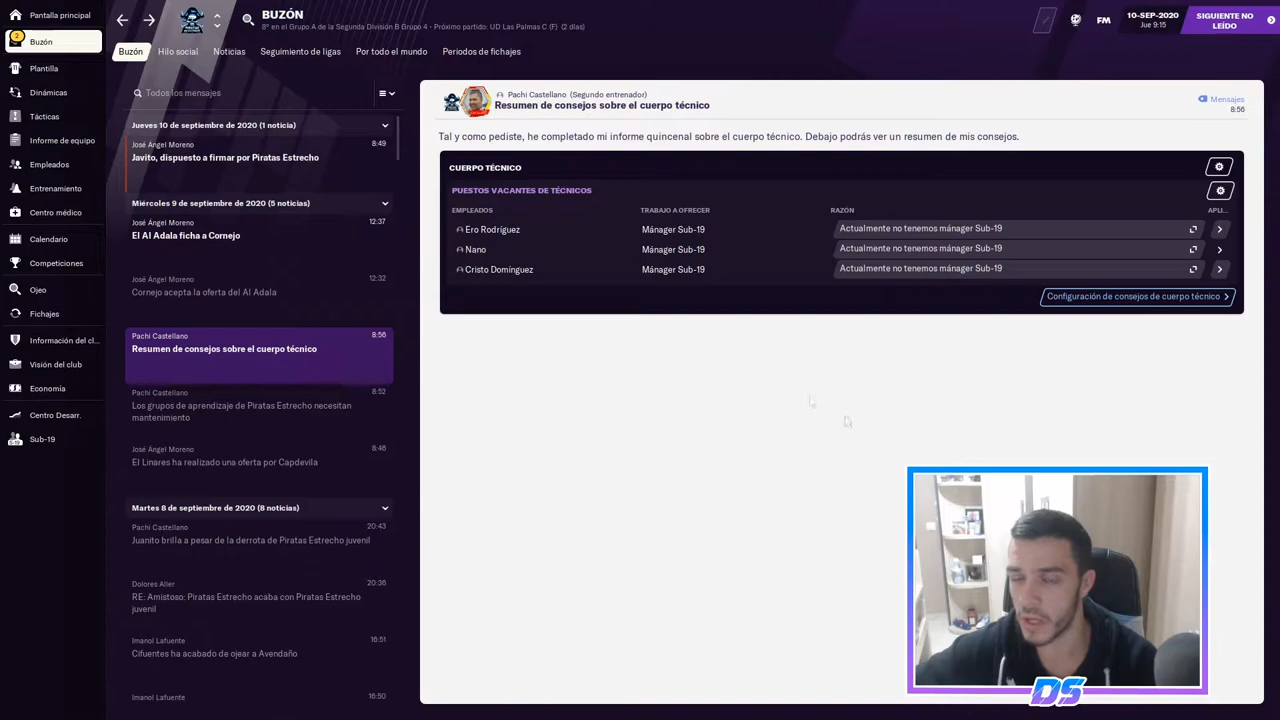 Pantalla principal
2
Buzón
Plantilla
Dinámicas
Tácticas
Informe de equipo
Empleados
Entrenamiento
Centro médico
Calendario
Competiciones
Ojeo
Fichajes
Información del cl...
Visión del club
Economía
Centro Desarr.
Sub-19
BUZÓN
8º en el Grupo A de la Segunda División B Grupo 4 - Próximo partido: UD Las Palmas C (F) (2 días)
FM
10-SEP-2020
Jue 9:15
SIGUIENTE NO LEÍDO
Buzón
Hilo social
Noticias
Seguimiento de ligas
Por todo el mundo
Periodos de fichajes
Todos los mensajes
Jueves 10 de septiembre de 2020 (1 noticia)
José Ángel Moreno 8:49
Javito, dispuesto a firmar por Piratas Estrecho
Miércoles 9 de septiembre de 2020 (5 noticias)
José Ángel Moreno 12:37
El Al Adala ficha a Cornejo
José Ángel Moreno 12:32
Cornejo acepta la oferta del Al Adala
Pachi Castellano 8:56
Resumen de consejos sobre el cuerpo técnico
Pachi Castellano 8:52
Los grupos de aprendizaje de Piratas Estrecho necesitan
mantenimiento
José Ángel Moreno 8:46
El Linares ha realizado una oferta por Capdevila
Martes 8 de septiembre de 2020 (8 noticias)
Pachi Castellano 20:43
Juanito brilla a pesar de la derrota de Piratas Estrecho juvenil
Dolores Aller 20:36
RE: Amistoso: Piratas Estrecho acaba con Piratas Estrecho
juvenil
Imanol Lafuente 16:51
Cifuentes ha acabado de ojear a Avendaño
Imanol Lafuente 16:50
Pachi Castellano (Segundo entrenador)
Resumen de consejos sobre el cuerpo técnico
Mensajes
8:56
Tal y como pediste, he completado mi informe quincenal sobre el cuerpo técnico. Debajo podrás ver un resumen de mis consejos.
CUERPO TÉCNICO
PUESTOS VACANTES DE TÉCNICOS
EMPLEADOS TRABAJO A OFRECER RAZÓN APLI...
Ero Rodríguez Mánager Sub-19 Actualmente no tenemos mánager Sub-19
Nano Mánager Sub-19 Actualmente no tenemos mánager Sub-19
Cristo Domínguez Mánager Sub-19 Actualmente no tenemos mánager Sub-19
Configuración de consejos de cuerpo técnico
DS